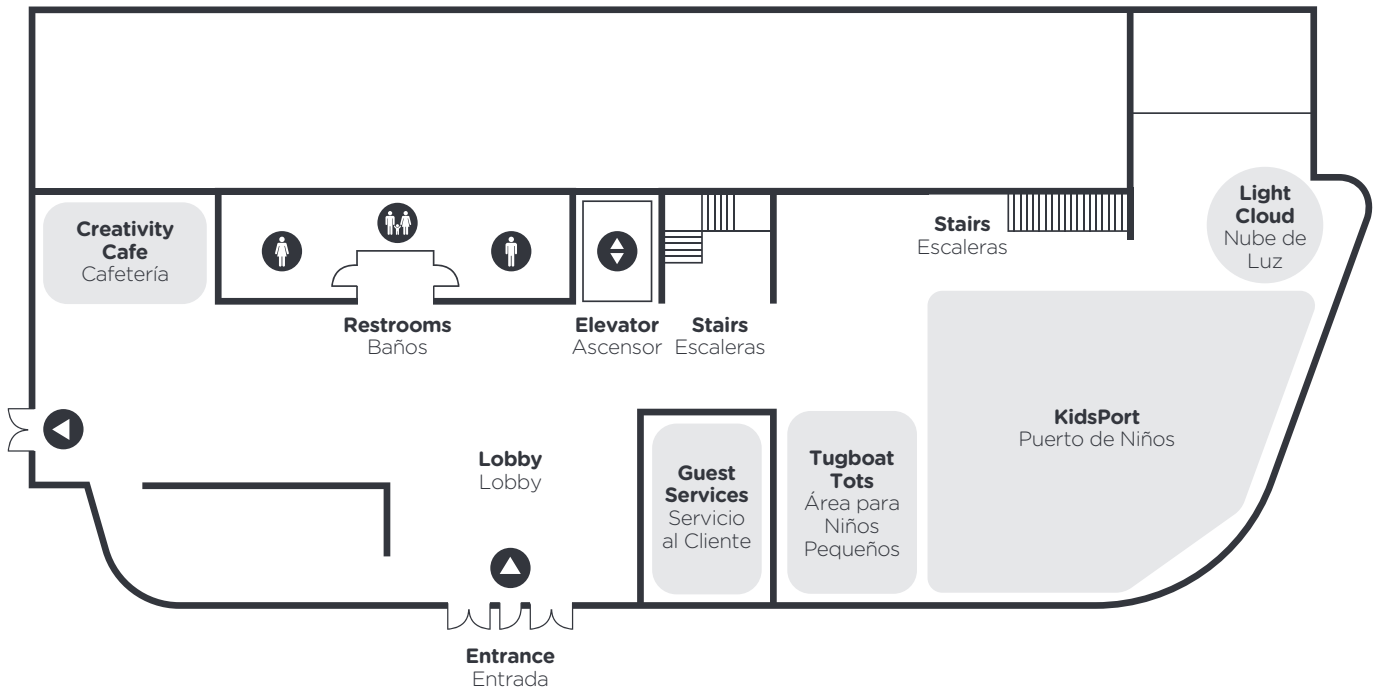 Creativity
Cafe
Cafetería
Restrooms
Baños
Elevator
Ascensor
Stairs
Escaleras
Stairs
Escaleras
Light
Cloud
Nube de
Luz
KidsPort
Puerto de Niños
Lobby
Lobby
Guest
Services
Servicio
al Cliente
Tugboat
Tots
Área para
Niños
Pequeños
Entrance
Entrada